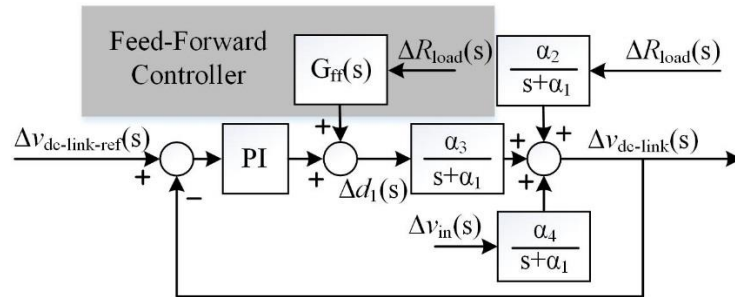 Feed-Forward
Controller
G_ff(s)
ΔR_load(s)
α_2
s+α_1
ΔR_load(s)
Δv_dc-link-ref(s)
+
−
PI
+
+
Δd_1(s)
α_3
s+α_1
+
+
+
Δv_dc-link(s)
Δv_in(s)
α_4
s+α_1